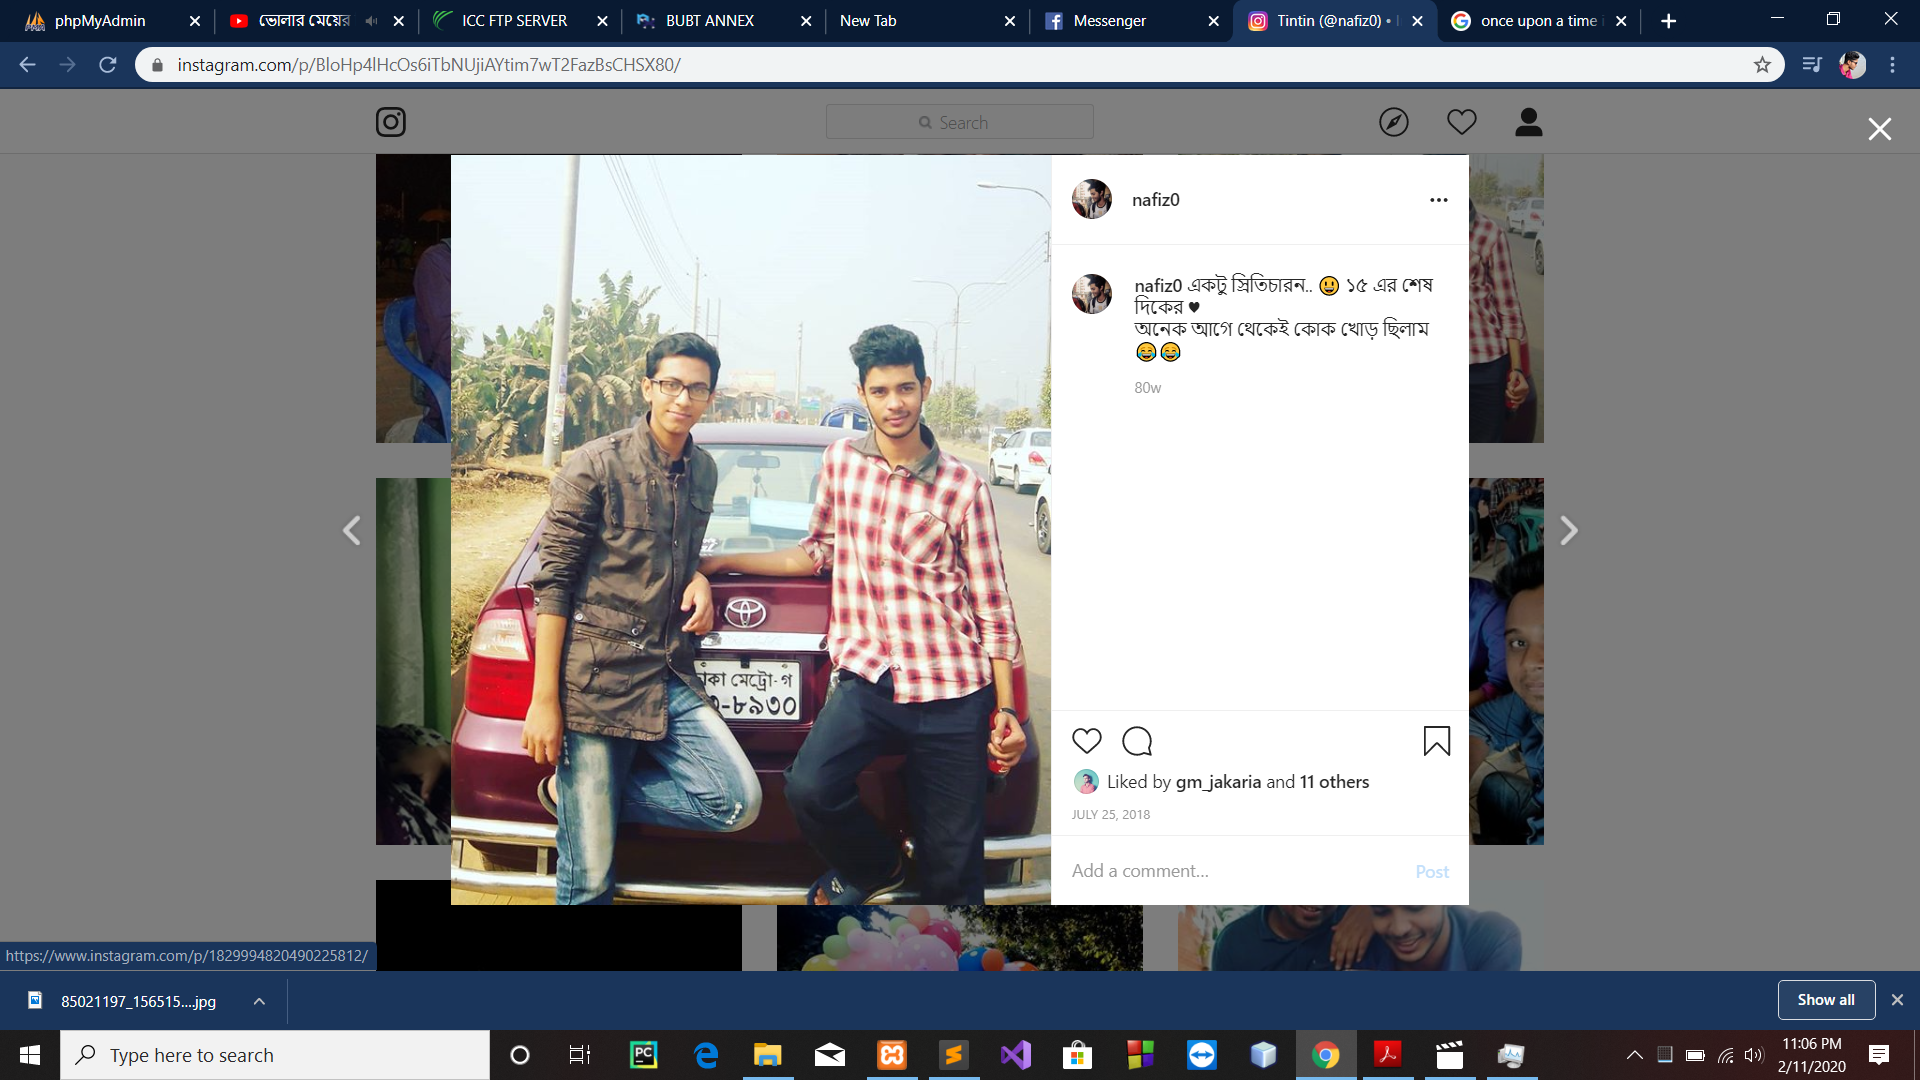 phpMyAdmin
ভোলার মেয়ের
ICC FTP SERVER
BUBT ANNEX
New Tab
Messenger
Tintin (@nafiz0) •
once upon a time
instagram.com/p/BloHp4lHcOs6iTbNUjiAYtim7wT2FazBsCHSX80/
Search
nafiz0
nafiz0 একটু স্রিতিচারন.. 😃 ১৫ এর শেষ
দিকের ♥
অনেক আগে থেকেই কোক খোড় ছিলাম
😂😂
80w
কা মেট্রো-গ
-৮৯৩০
Liked by gm_jakaria and 11 others
JULY 25, 2018
Add a comment...
Post
https://www.instagram.com/p/1829994820490225812/
85021197_156515....jpg
Show all
Type here to search
PC
11:06 PM
2/11/2020